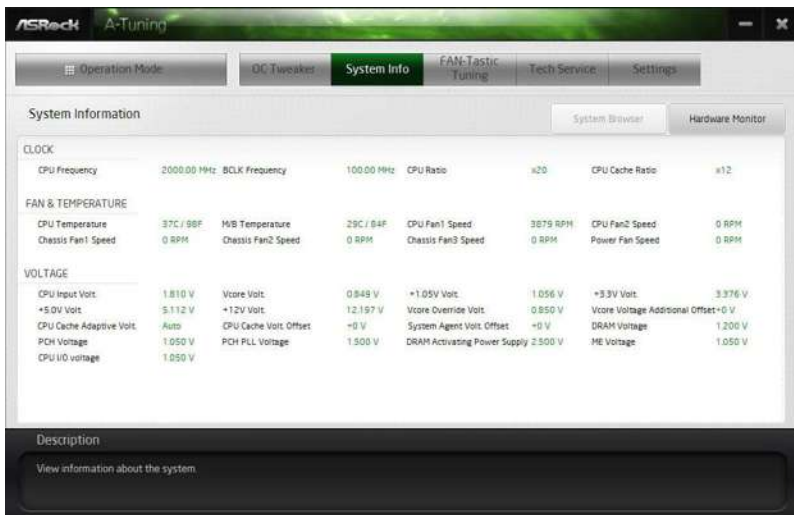 ASRock A-Tuning
Operation Mode OC Tweaker System Info FAN-Tastic Tuning Tech Service Settings
System Information System Browser Hardware Monitor
CLOCK
CPU Frequency 2000.00 MHz BCLK Frequency 100.00 MHz CPU Ratio x20 CPU Cache Ratio x12
FAN & TEMPERATURE
CPU Temperature 37C / 98F M/B Temperature 29C / 84F CPU Fan1 Speed 3879 RPM CPU Fan2 Speed 0 RPM
Chassis Fan1 Speed 0 RPM Chassis Fan2 Speed 0 RPM Chassis Fan3 Speed 0 RPM Power Fan Speed 0 RPM
VOLTAGE
CPU Input Volt. 1.810 V Vcore Volt. 0.849 V +1.05V Volt. 1.056 V +3.3V Volt. 3.376 V
+5.0V Volt. 5.112 V +12V Volt. 12.197 V Vcore Override Volt. 0.850 V Vcore Voltage Additional Offset +0 V
CPU Cache Adaptive Volt. Auto CPU Cache Volt. Offset +0 V System Agent Volt. Offset +0 V DRAM Voltage 1.200 V
PCH Voltage 1.050 V PCH PLL Voltage 1.500 V DRAM Activating Power Supply 2.500 V ME Voltage 1.050 V
CPU I/O voltage 1.050 V
Description
View information about the system